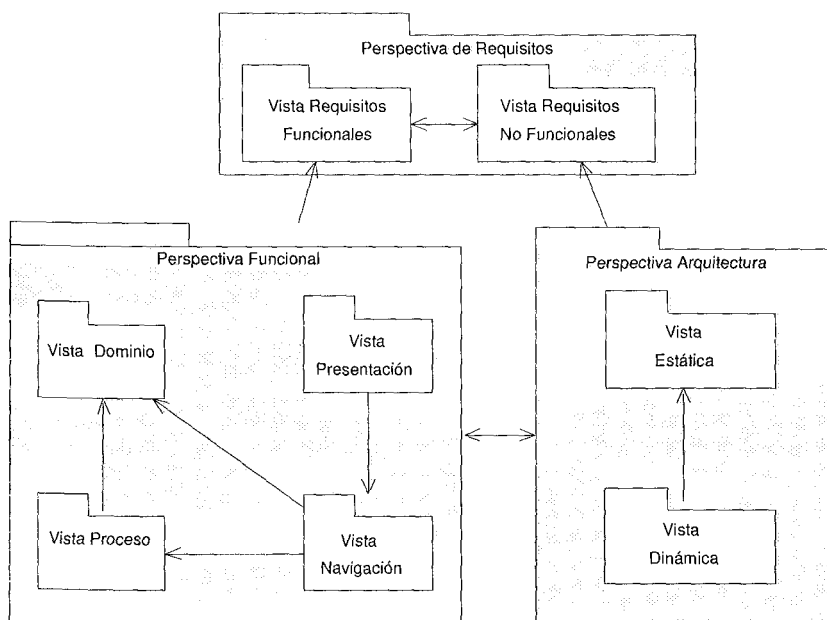 Perspectiva de Requisitos
Vista Requisitos
Funcionales
Vista Requisitos
No Funcionales
Perspectiva Funcional
Vista Dominio
Vista
Presentación
Vista Proceso
Vista
Navígación
Perspectiva Arquitectura
Vista
Estática
Vista
Dinámica